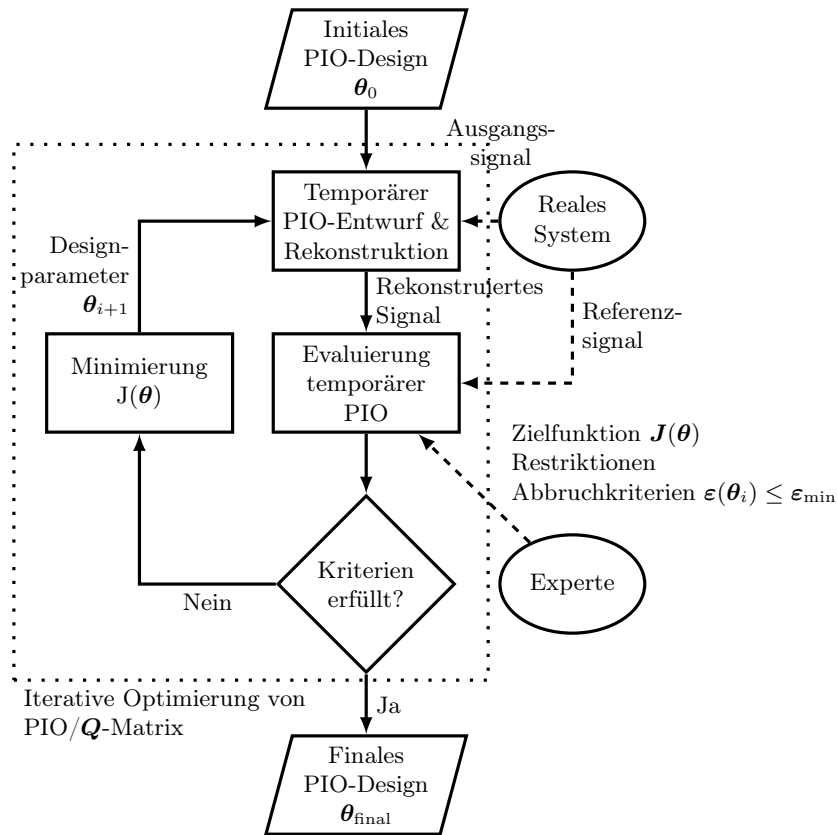 Initiales
PIO-Design
θ₀
Ausgangs-
signal
Temporärer
PIO-Entwurf &
Rekonstruktion
Reales
System
Design-
parameter
θᵢ₊₁
Rekonstruiertes
Signal
Referenz-
signal
Minimierung
J(θ)
Evaluierung
temporärer
PIO
Zielfunktion J(θ)
Restriktionen
Abbruchkriterien ε(θᵢ) ≤ ε_min
Kriterien
erfüllt?
Nein
Experte
Iterative Optimierung von
PIO/Q-Matrix
Ja
Finales
PIO-Design
θ_final